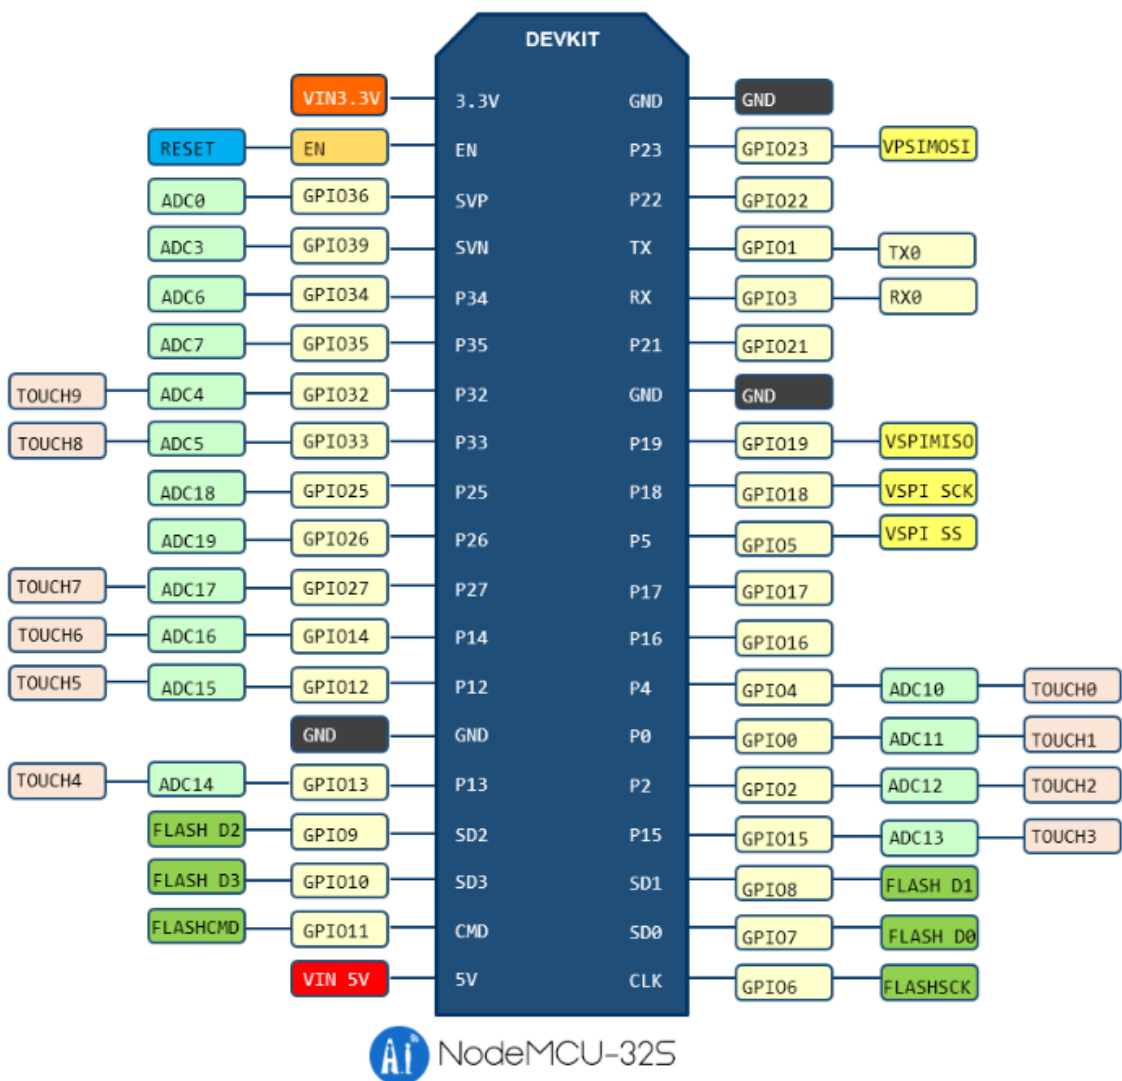 DEVKIT
VIN3.3V 3.3V GND GND
RESET EN EN P23 GPIO23 VPSIMOSI
ADC0 GPIO36 SVP P22 GPIO22
ADC3 GPIO39 SVN TX GPIO1 TX0
ADC6 GPIO34 P34 RX GPIO3 RX0
ADC7 GPIO35 P35 P21 GPIO21
TOUCH9 ADC4 GPIO32 P32 GND GND
TOUCH8 ADC5 GPIO33 P33 P19 GPIO19 VSPIMISO
ADC18 GPIO25 P25 P18 GPIO18 VSPI SCK
ADC19 GPIO26 P26 P5 GPIO5 VSPI SS
TOUCH7 ADC17 GPIO27 P27 P17 GPIO17
TOUCH6 ADC16 GPIO14 P14 P16 GPIO16
TOUCH5 ADC15 GPIO12 P12 P4 GPIO4 ADC10 TOUCH0
GND GND P0 GPIO0 ADC11 TOUCH1
TOUCH4 ADC14 GPIO13 P13 P2 GPIO2 ADC12 TOUCH2
FLASH D2 GPIO9 SD2 P15 GPIO15 ADC13 TOUCH3
FLASH D3 GPIO10 SD3 SD1 GPIO8 FLASH D1
FLASHCMD GPIO11 CMD SD0 GPIO7 FLASH D0
VIN 5V 5V CLK GPIO6 FLASHSCK
Ai NodeMCU-32S